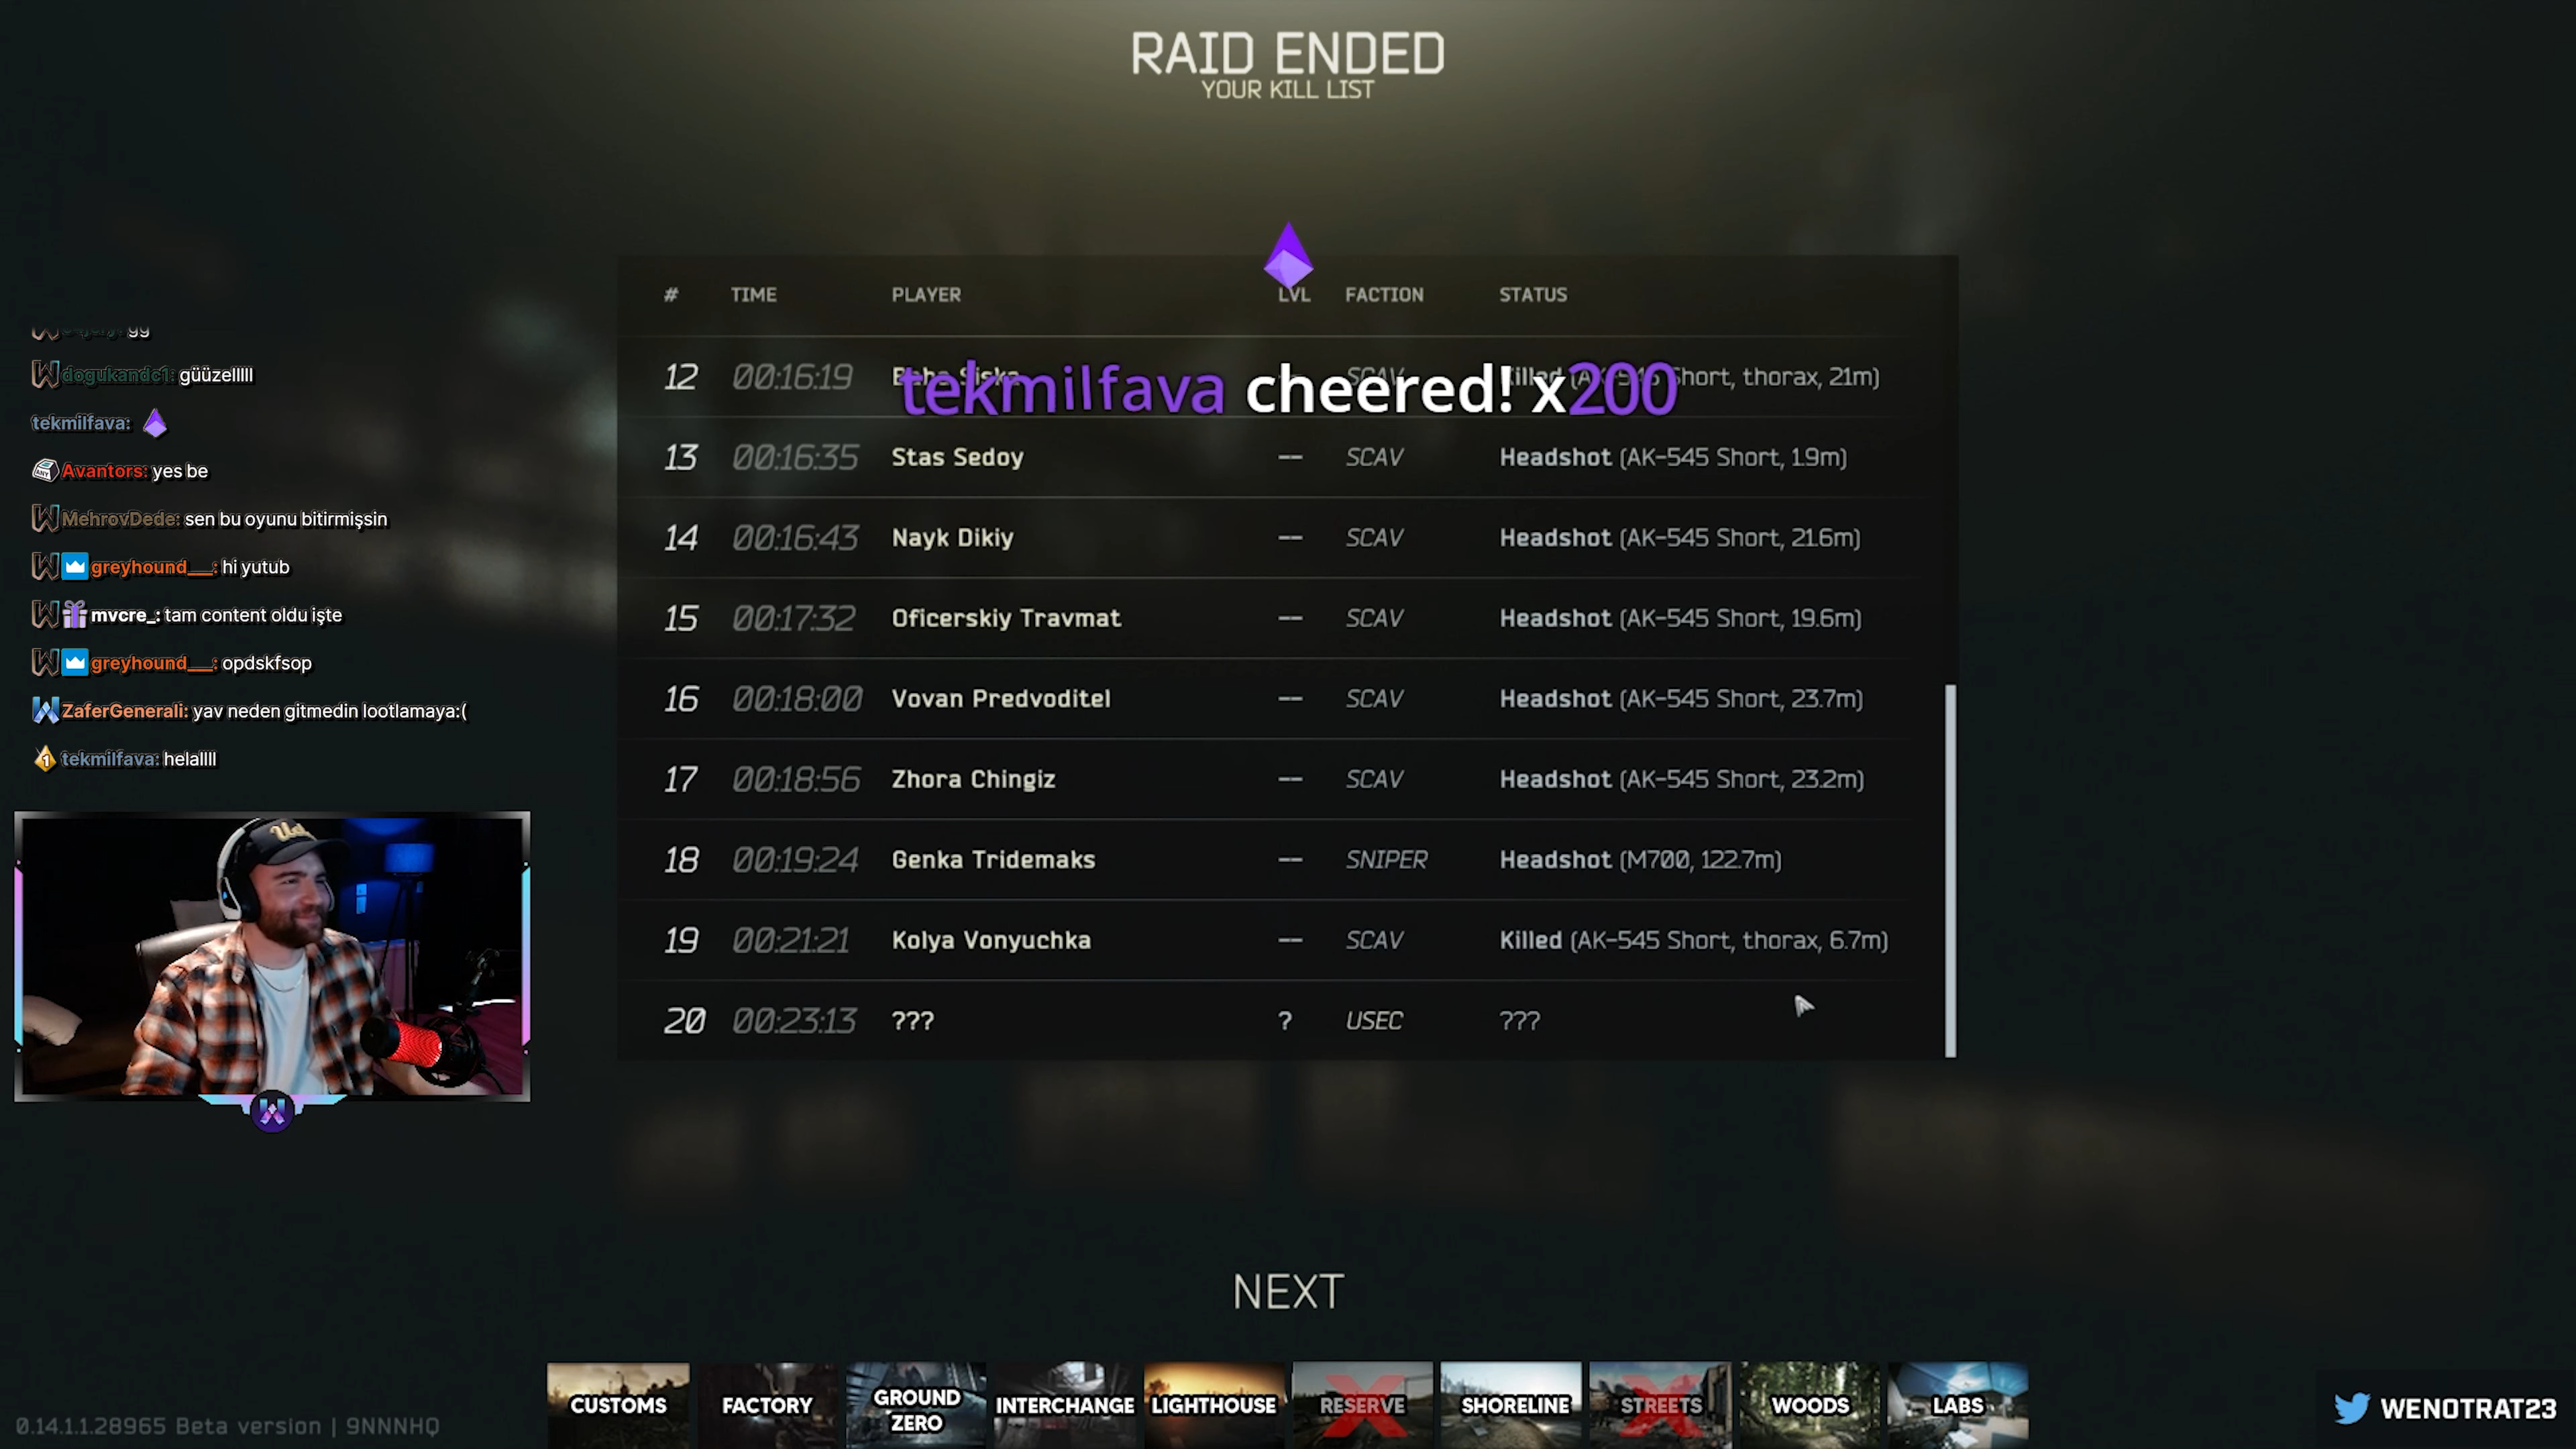 RAID ENDED
YOUR KILL LIST
# TIME PLAYER LVL FACTION STATUS
tekmilfava cheered! x200
12 00:16:19 SCAV Killed (AK-545 Short, thorax, 21m)
13 00:16:35 Stas Sedoy -- SCAV Headshot (AK-545 Short, 1.9m)
14 00:16:43 Nayk Dikiy -- SCAV Headshot (AK-545 Short, 21.6m)
15 00:17:32 Oficerskiy Travmat -- SCAV Headshot (AK-545 Short, 19.6m)
16 00:18:00 Vovan Predvoditel -- SCAV Headshot (AK-545 Short, 23.7m)
17 00:18:56 Zhora Chingiz -- SCAV Headshot (AK-545 Short, 23.2m)
18 00:19:24 Genka Tridemaks -- SNIPER Headshot (M700, 122.7m)
19 00:21:21 Kolya Vonyuchka -- SCAV Killed (AK-545 Short, thorax, 6.7m)
20 00:23:13 ??? ? USEC ???
gg
dogukandc1: güüzelllll
tekmilfava:
Avantors: yes be
MehrovDede: sen bu oyunu bitirmişsin
greyhound__: hi yutub
mvcre_: tam content oldu işte
greyhound__: opdskfsop
ZaferGenerali: yav neden gitmedin lootlamaya:(
tekmilfava: helallll
NEXT
CUSTOMS
FACTORY
GROUND
ZERO
INTERCHANGE
LIGHTHOUSE
RESERVE
SHORELINE
STREETS
WOODS
LABS
0.14.1.1.28965 Beta version | 9NNNHQ
WENOTRAT23